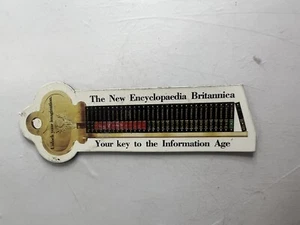 The New Encyclopaedia Britannica
Your key to the Information Age